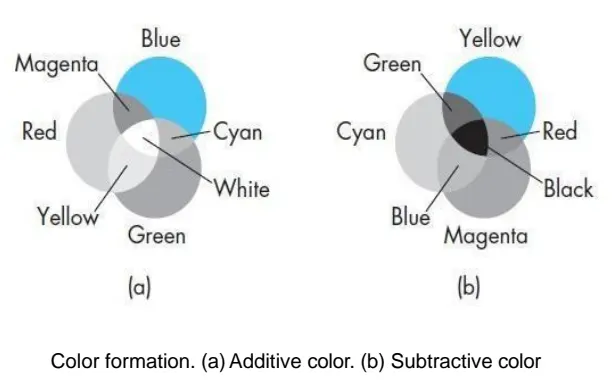 Blue
Magenta
Red
Cyan
White
Yellow
Green
(a)
Yellow
Green
Cyan
Red
Black
Blue
Magenta
(b)
Color formation. (a) Additive color. (b) Subtractive color